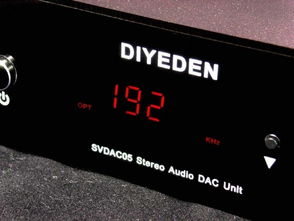 DIYEDEN
OPT 192 KHz
SVDAC05 Stereo Audio DAC Unit